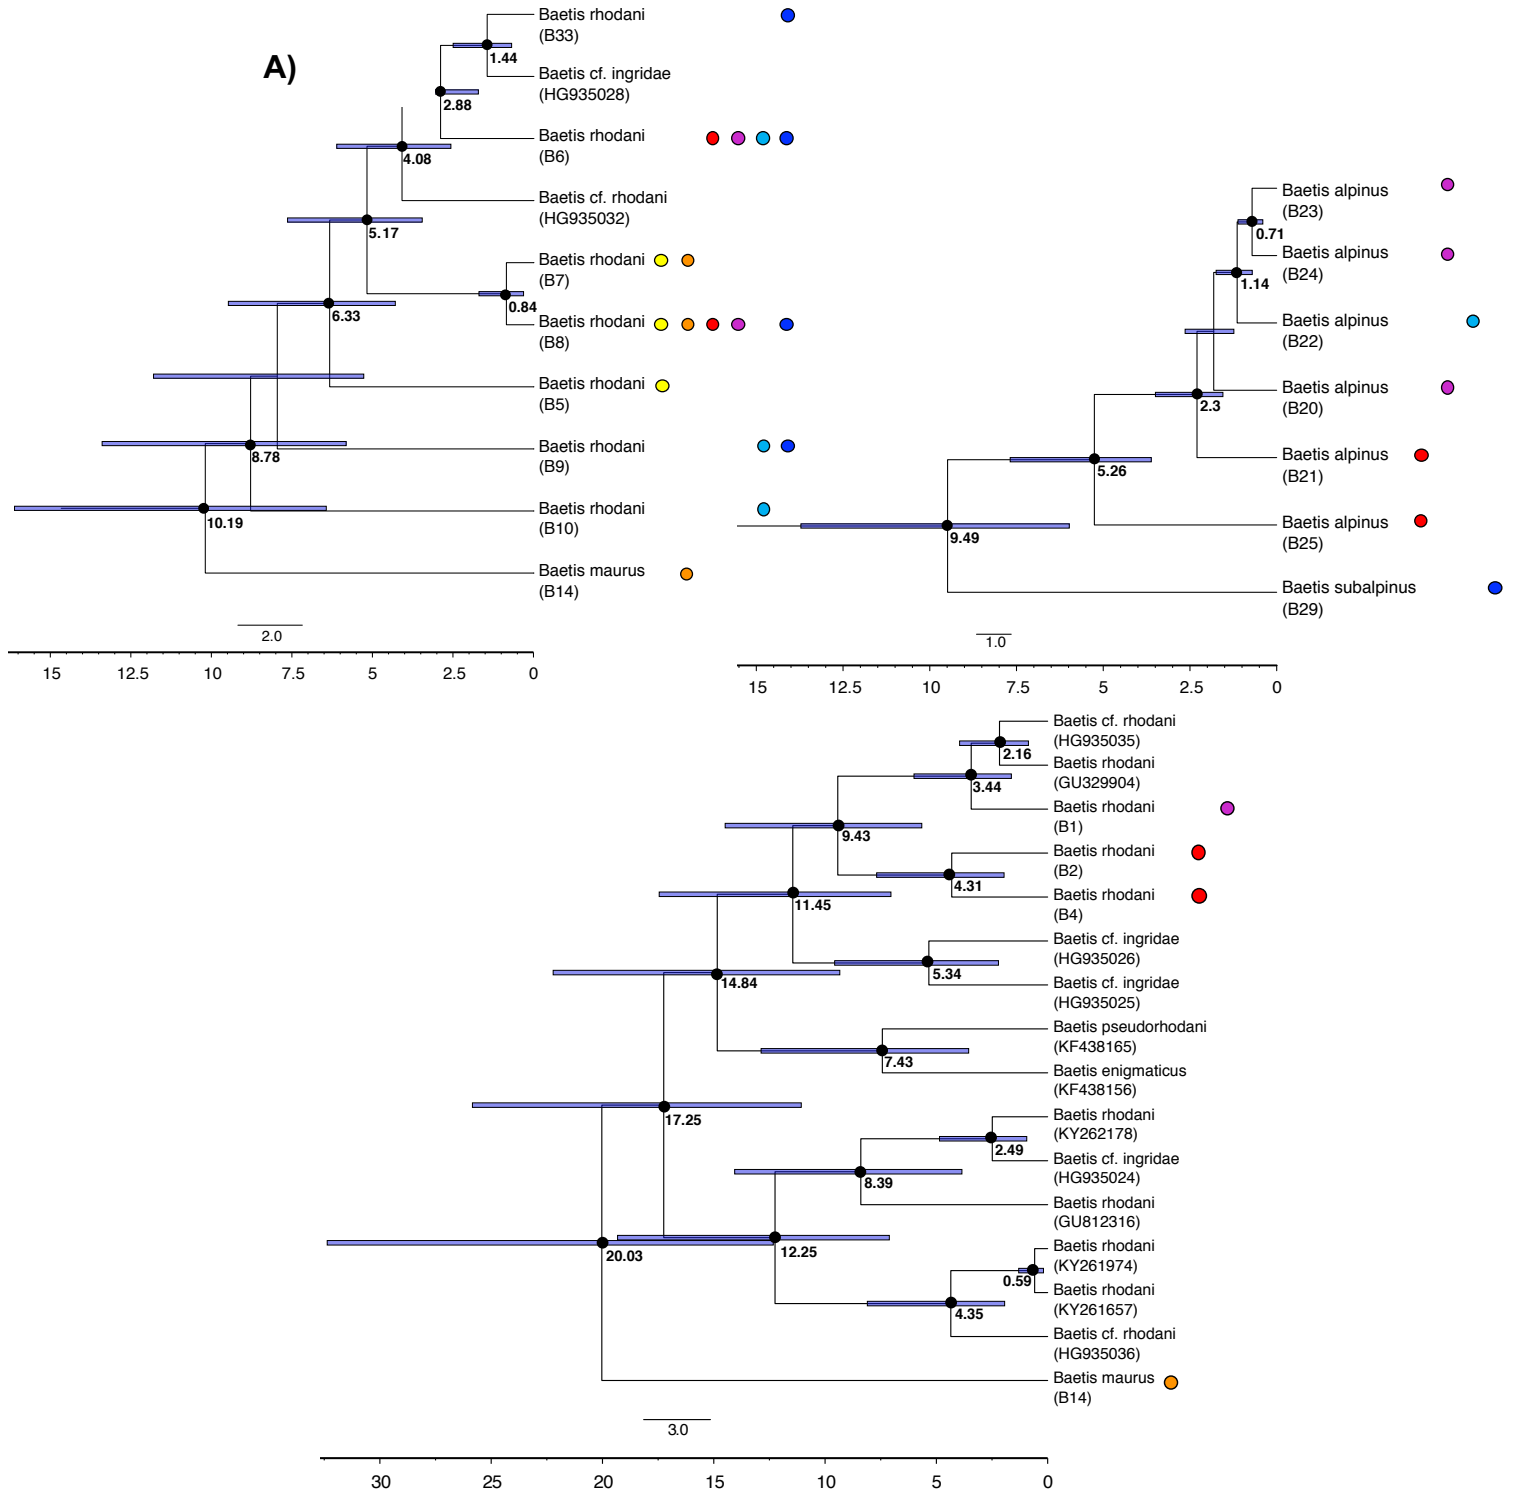 A)
Baetis rhodani
(B33)
1.44
Baetis cf. ingridae
(HG935028)
2.88
Baetis rhodani
(B6)
4.08
Baetis cf. rhodani
(HG935032)
5.17
Baetis rhodani
(B7)
0.84
Baetis rhodani
(B8)
6.33
Baetis rhodani
(B5)
Baetis rhodani
(B9)
8.78
Baetis rhodani
(B10)
10.19
Baetis maurus
(B14)
2.0
15 12.5 10 7.5 5 2.5 0
Baetis alpinus
(B23)
0.71
Baetis alpinus
(B24)
1.14
Baetis alpinus
(B22)
Baetis alpinus
(B20)
2.3
Baetis alpinus
(B21)
5.26
Baetis alpinus
(B25)
9.49
Baetis subalpinus
(B29)
1.0
15 12.5 10 7.5 5 2.5 0
Baetis cf. rhodani
(HG935035)
2.16
Baetis rhodani
(GU329904)
3.44
Baetis rhodani
(B1)
9.43
Baetis rhodani
(B2)
4.31
Baetis rhodani
(B4)
11.45
Baetis cf. ingridae
(HG935026)
5.34
Baetis cf. ingridae
(HG935025)
14.84
Baetis pseudorhodani
(KF438165)
7.43
Baetis enigmaticus
(KF438156)
17.25
Baetis rhodani
(KY262178)
2.49
Baetis cf. ingridae
(HG935024)
8.39
Baetis rhodani
(GU812316)
12.25
20.03
Baetis rhodani
(KY261974)
0.59
Baetis rhodani
(KY261657)
4.35
Baetis cf. rhodani
(HG935036)
Baetis maurus
(B14)
3.0
30 25 20 15 10 5 0